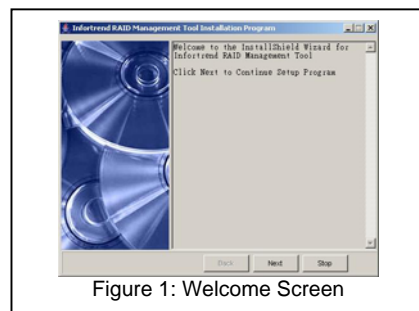 Infortrend RAID Management Tool Installation Program
Welcome to the InstallShield Wizard for
Infortrend RAID Management Tool
Click Next to Continue Setup Program
Back
Next
Stop
Figure 1: Welcome Screen